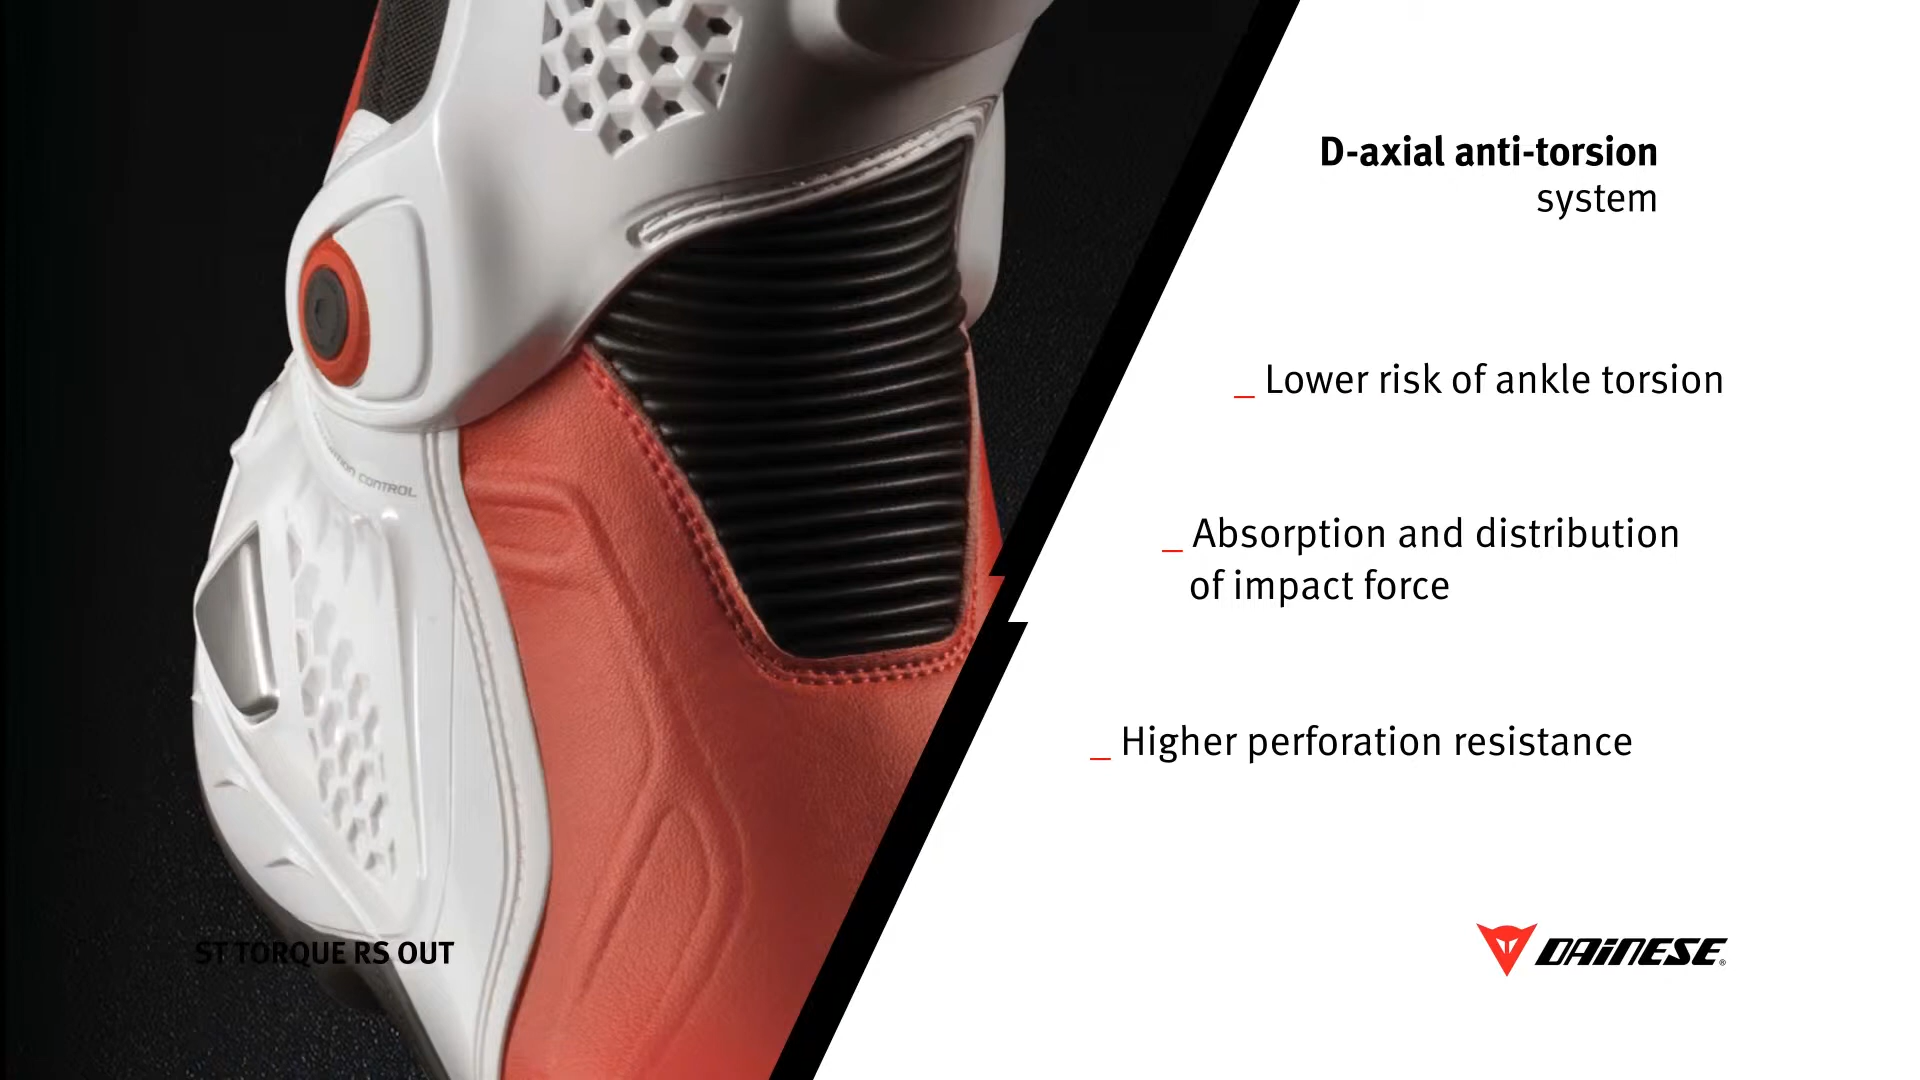 D-axial anti-torsion
system
_ Lower risk of ankle torsion
_ Absorption and distribution
of impact force
_ Higher perforation resistance
CONTROL
ST TORQUE RS OUT
DAINESE®